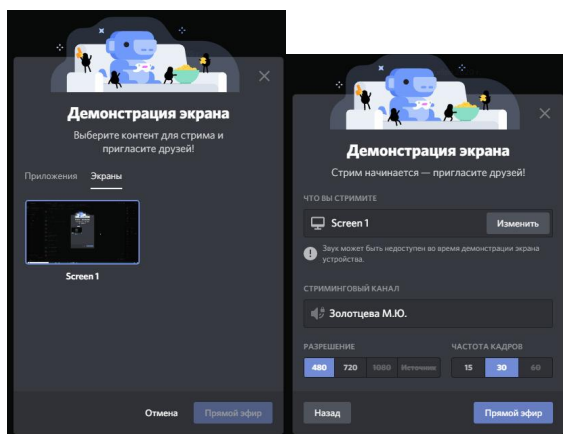 Демонстрация экрана
Выберите контент для стрима и
пригласите друзей!
Приложения Экраны
Screen 1
Отмена Прямой эфир
Демонстрация экрана
Стрим начинается — пригласите друзей!
ЧТО ВЫ СТРИМИТЕ
Screen 1 Изменить
Звук может быть недоступен во время демонстрации экрана
устройства.
СТРИМИНГОВЫЙ КАНАЛ
Золотцева М.Ю.
РАЗРЕШЕНИЕ ЧАСТОТА КАДРОВ
480 720 1080 Источник 15 30 60
Назад Прямой эфир